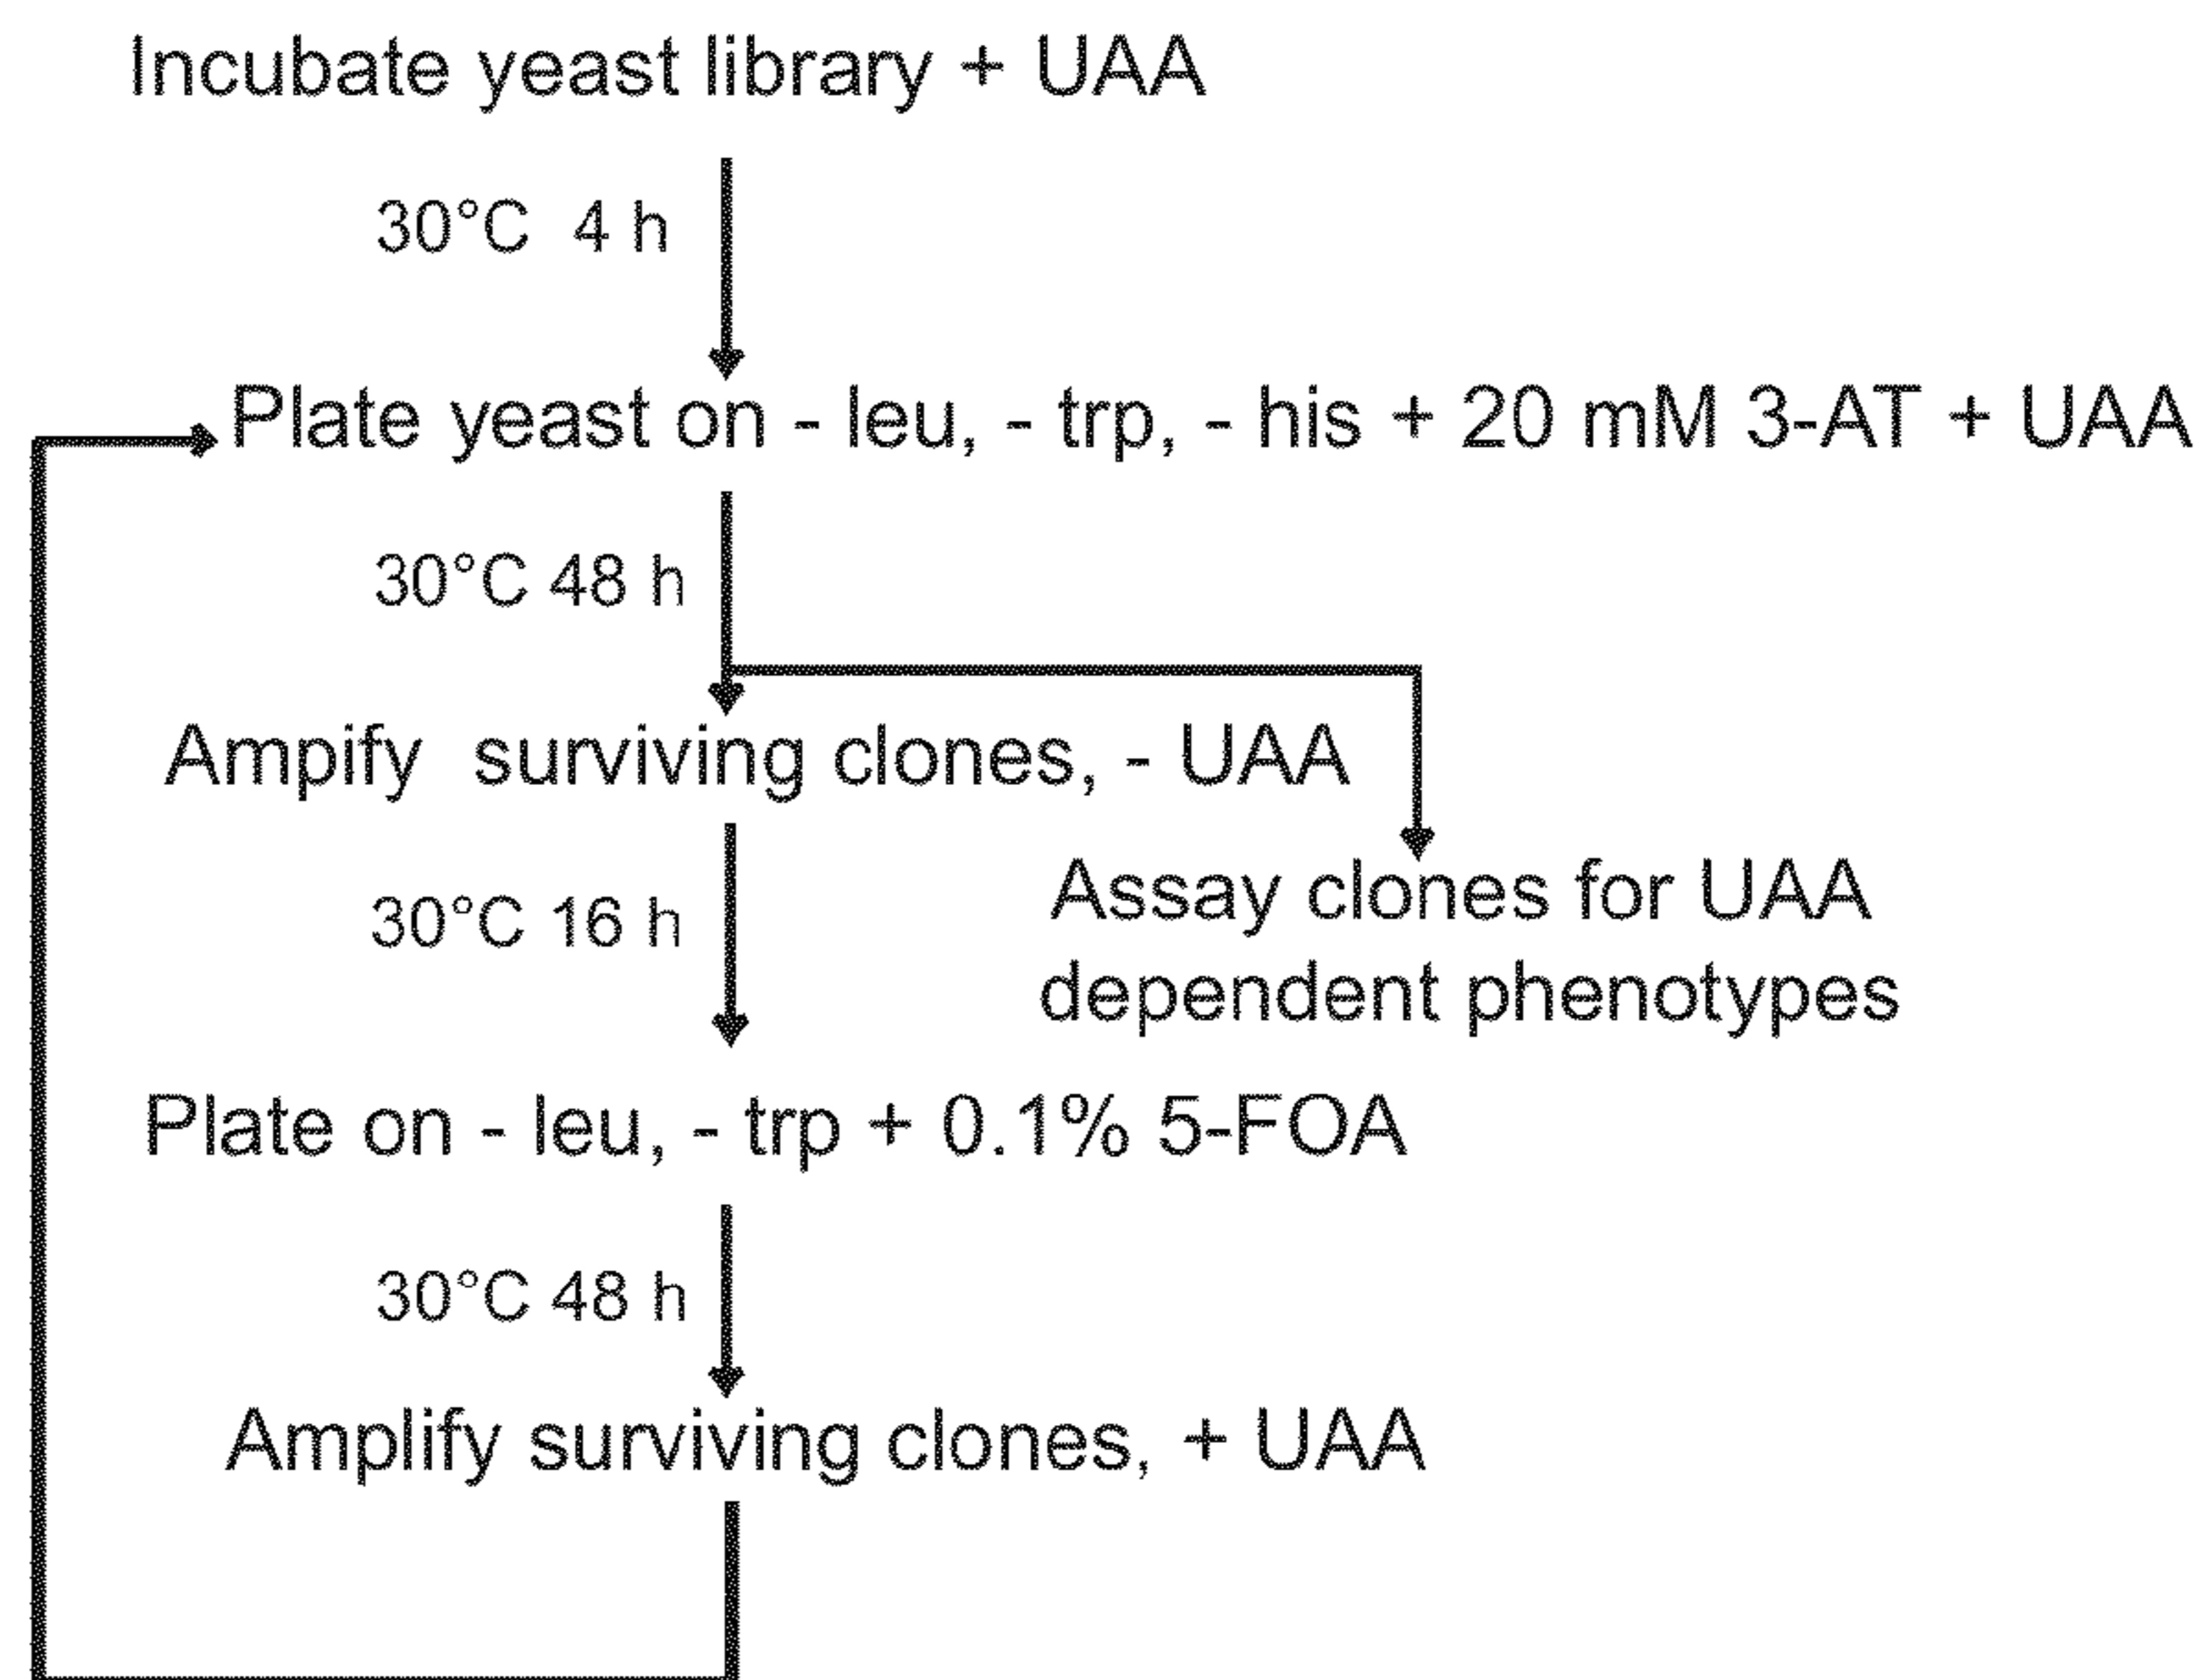 Incubate yeast library + UAA
30°C 4 h
Plate yeast on - leu, - trp, - his + 20 mM 3-AT + UAA
30°C 48 h
Ampify surviving clones, - UAA
30°C 16 h
Assay clones for UAA
dependent phenotypes
Plate on - leu, - trp + 0.1% 5-FOA
30°C 48 h
Amplify surviving clones, + UAA